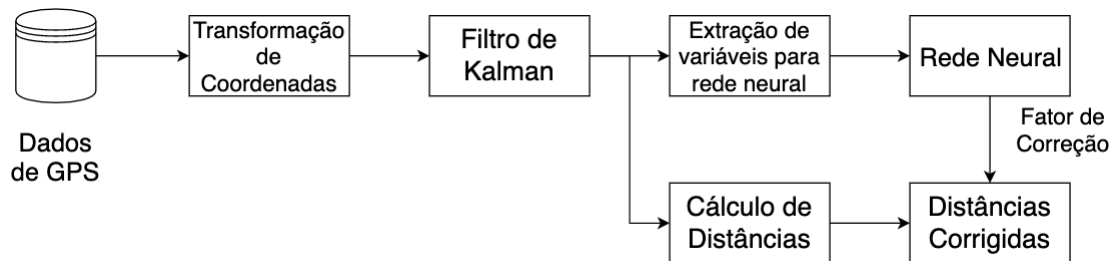 Dados
de GPS
Transformação
de
Coordenadas
Filtro de
Kalman
Extração de
variáveis para
rede neural
Rede Neural
Fator de
Correção
Cálculo de
Distâncias
Distâncias
Corrigidas